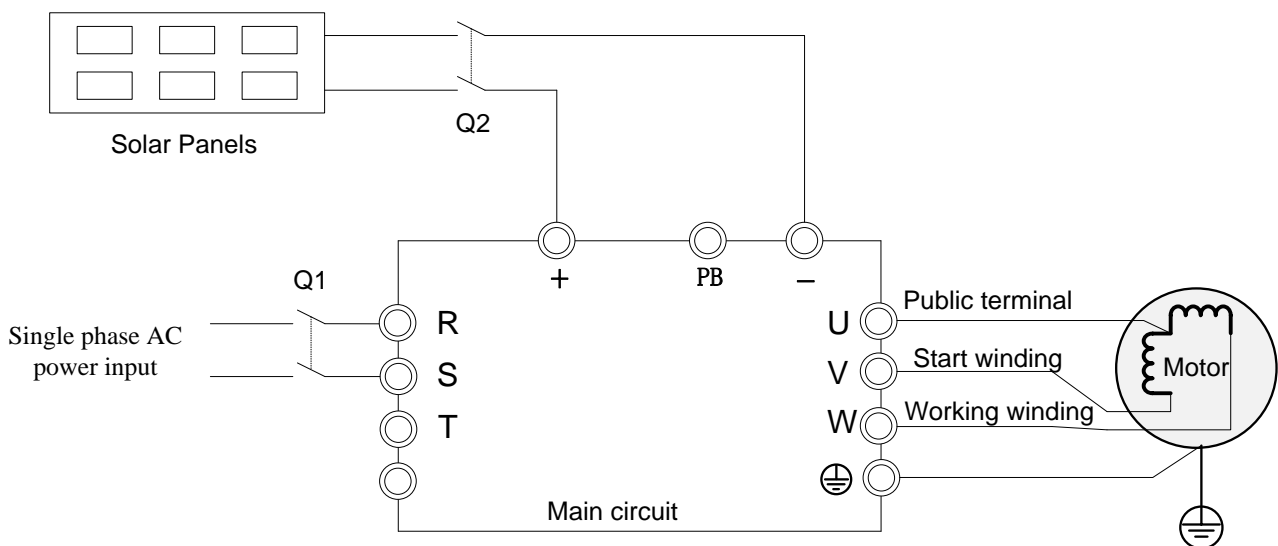 Q2
Solar Panels
+
PB
−
Q1
Single phase AC
power input
R
S
T
U
V
W
Public terminal
Start winding
Working winding
Motor
Main circuit